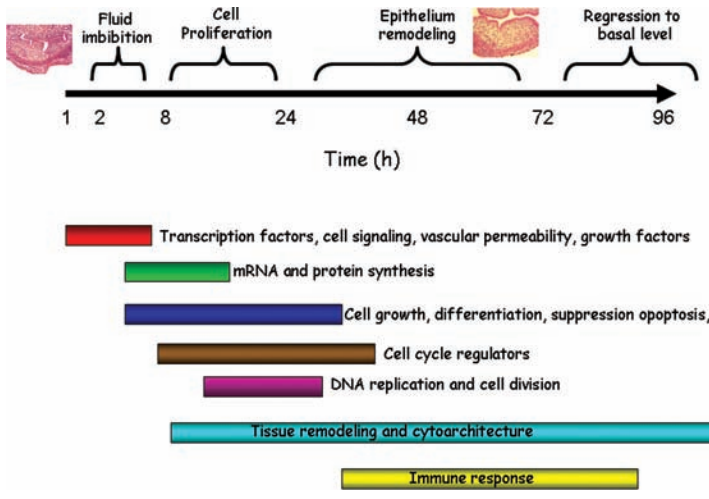 Fluid
imbibition
Cell
Proliferation
Epithelium
remodeling
Regression to
basal level
1 2 8 24 48 72 96
Time (h)
Transcription factors, cell signaling, vascular permeability, growth factors
mRNA and protein synthesis
Cell growth, differentiation, suppression opoptosis,
Cell cycle regulators
DNA replication and cell division
Tissue remodeling and cytoarchitecture
Immune response